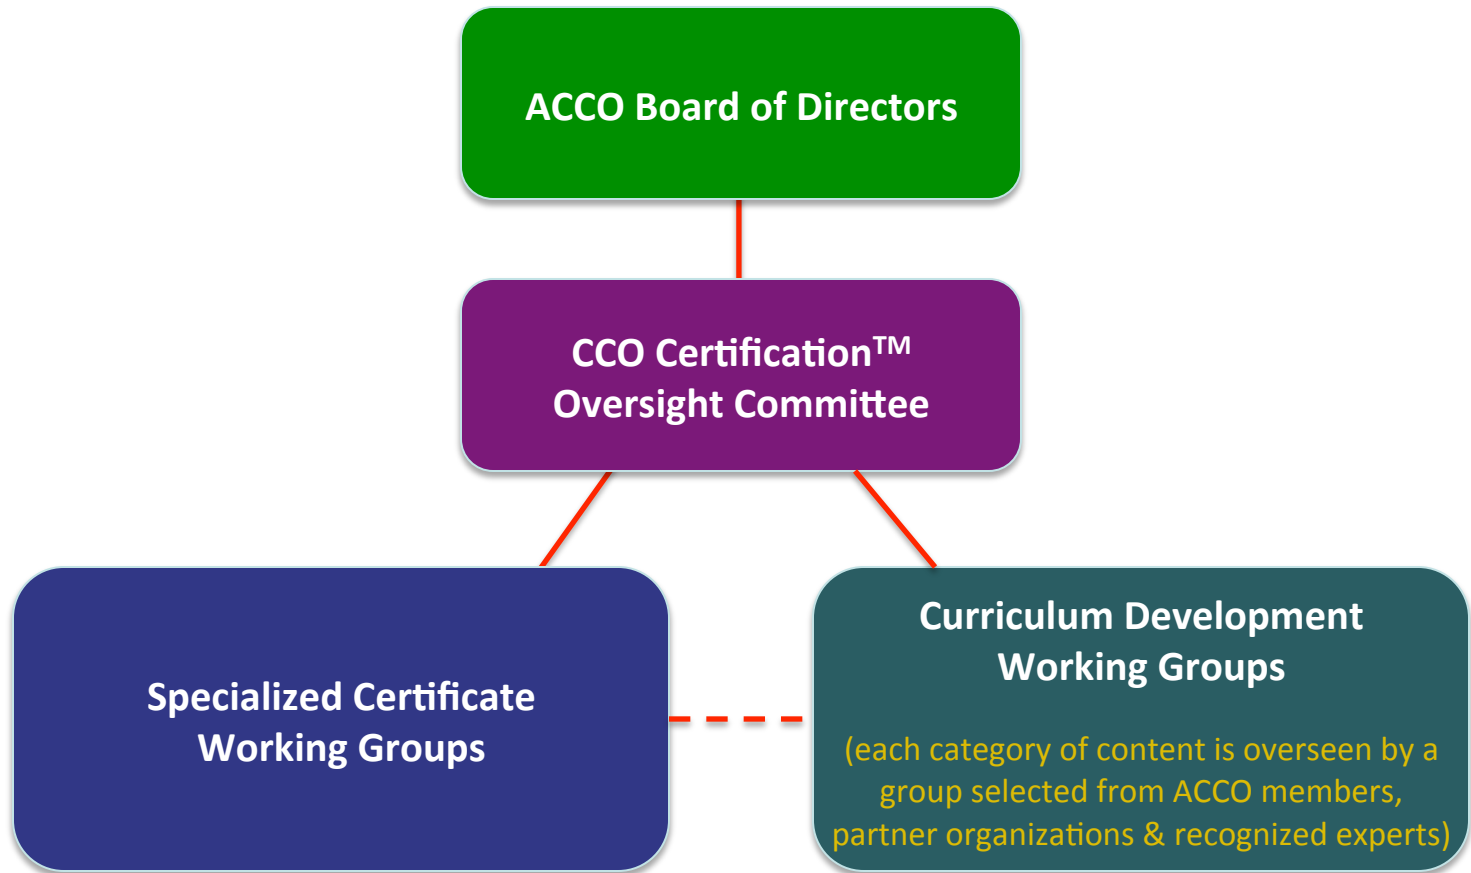 ACCO Board of Directors
CCO Certification™
Oversight Committee
Specialized Certificate
Working Groups
Curriculum Development
Working Groups
(each category of content is overseen by a
group selected from ACCO members,
partner organizations & recognized experts)